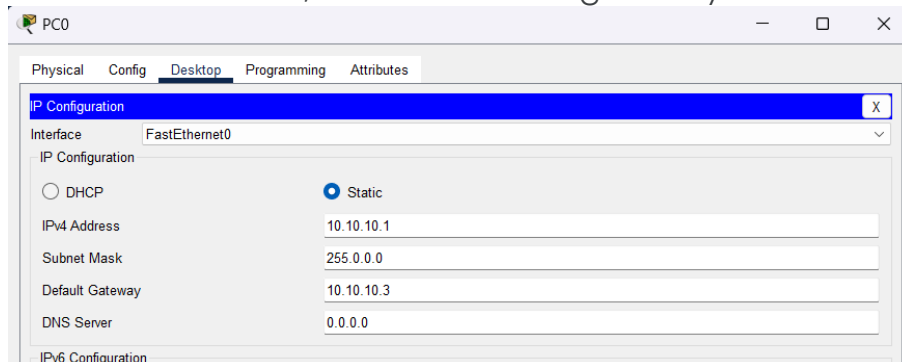 PC0
Physical Config Desktop Programming Attributes
IP Configuration X
Interface FastEthernet0
IP Configuration
DHCP Static
IPv4 Address 10.10.10.1
Subnet Mask 255.0.0.0
Default Gateway 10.10.10.3
DNS Server 0.0.0.0
IPv6 Configuration